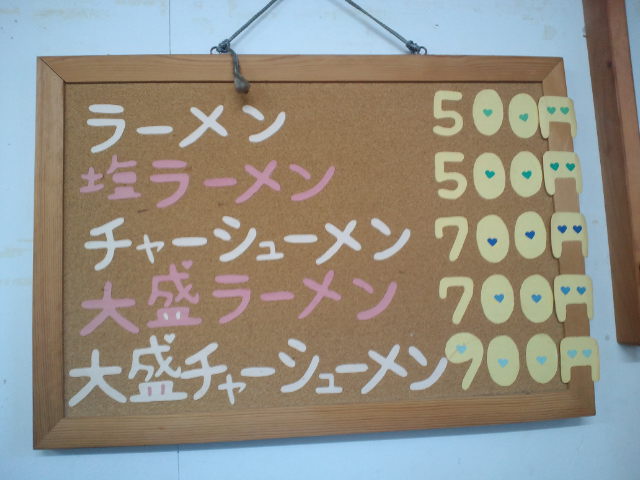 ラーメン 500円
塩ラーメン 500円
チャーシューメン 700円
大盛ラーメン 700円
大盛チャーシューメン 900円